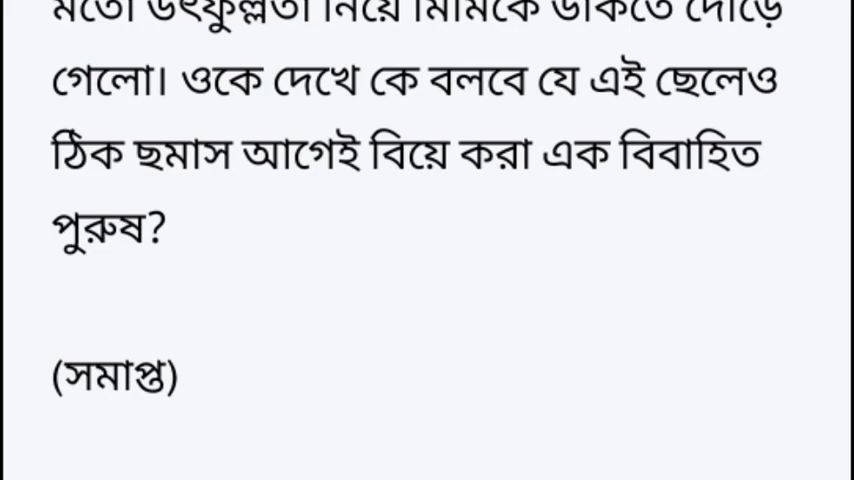 মতো উৎফুল্লতা নিয়ে মিমিকে ডাকতে দৌড়ে
গেলো। ওকে দেখে কে বলবে যে এই ছেলেও
ঠিক ছমাস আগেই বিয়ে করা এক বিবাহিত
পুরুষ?
(সমাপ্ত)